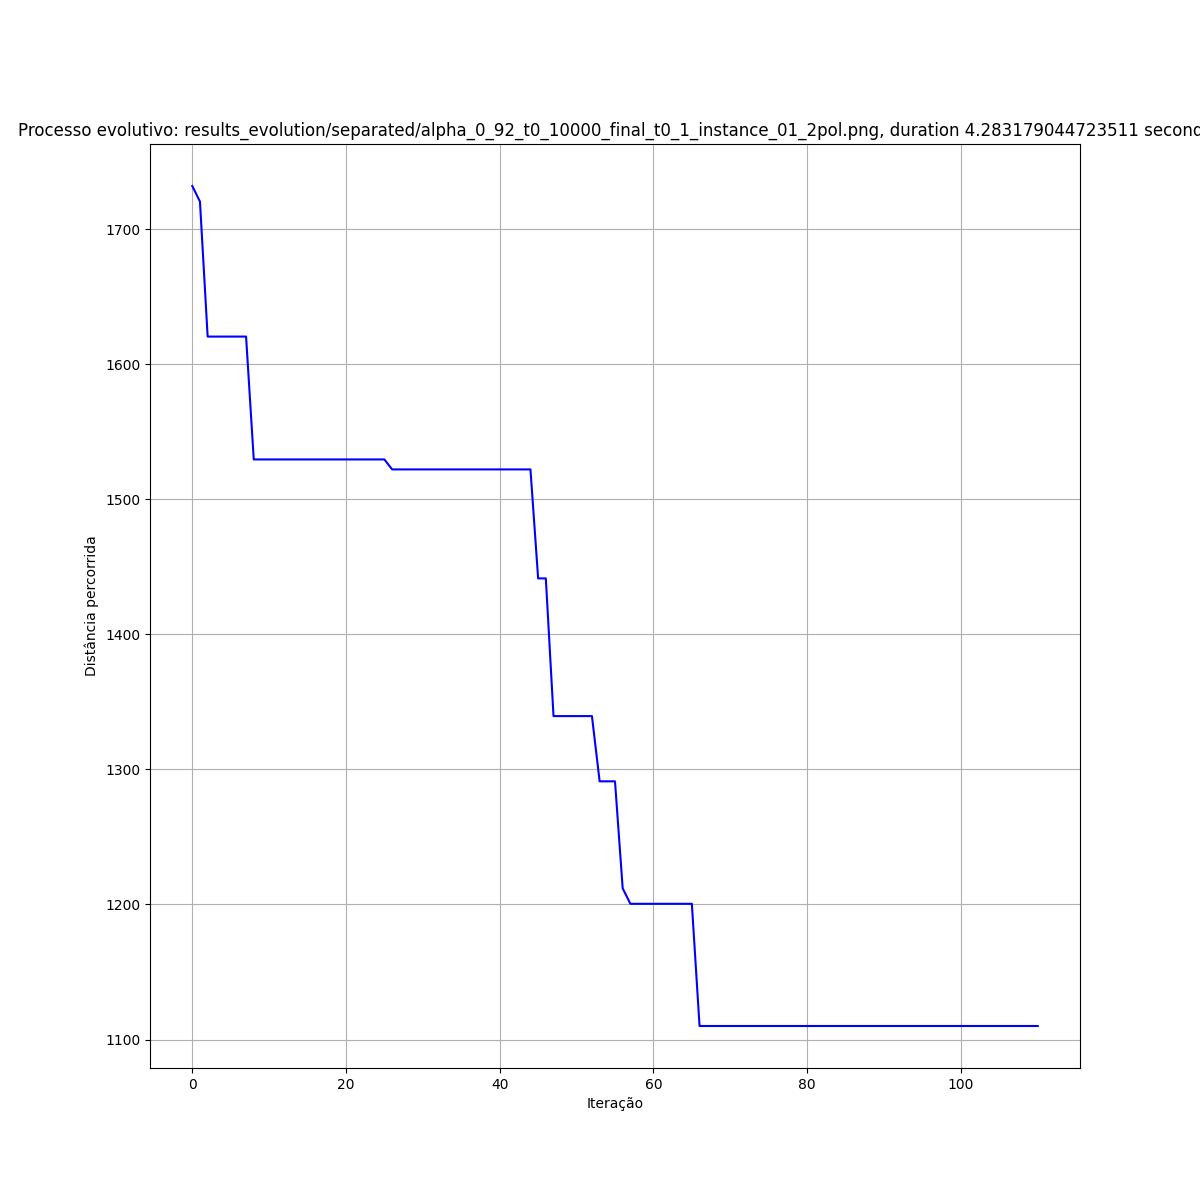 Processo evolutivo: results_evolution/separated/alpha_0_92_t0_10000_final_t0_1_instance_01_2pol.png, duration 4.283179044723511 second
1700
1600
1500
1400
1300
1200
1100
Distância percorrida
0 20 40 60 80 100
Iteração